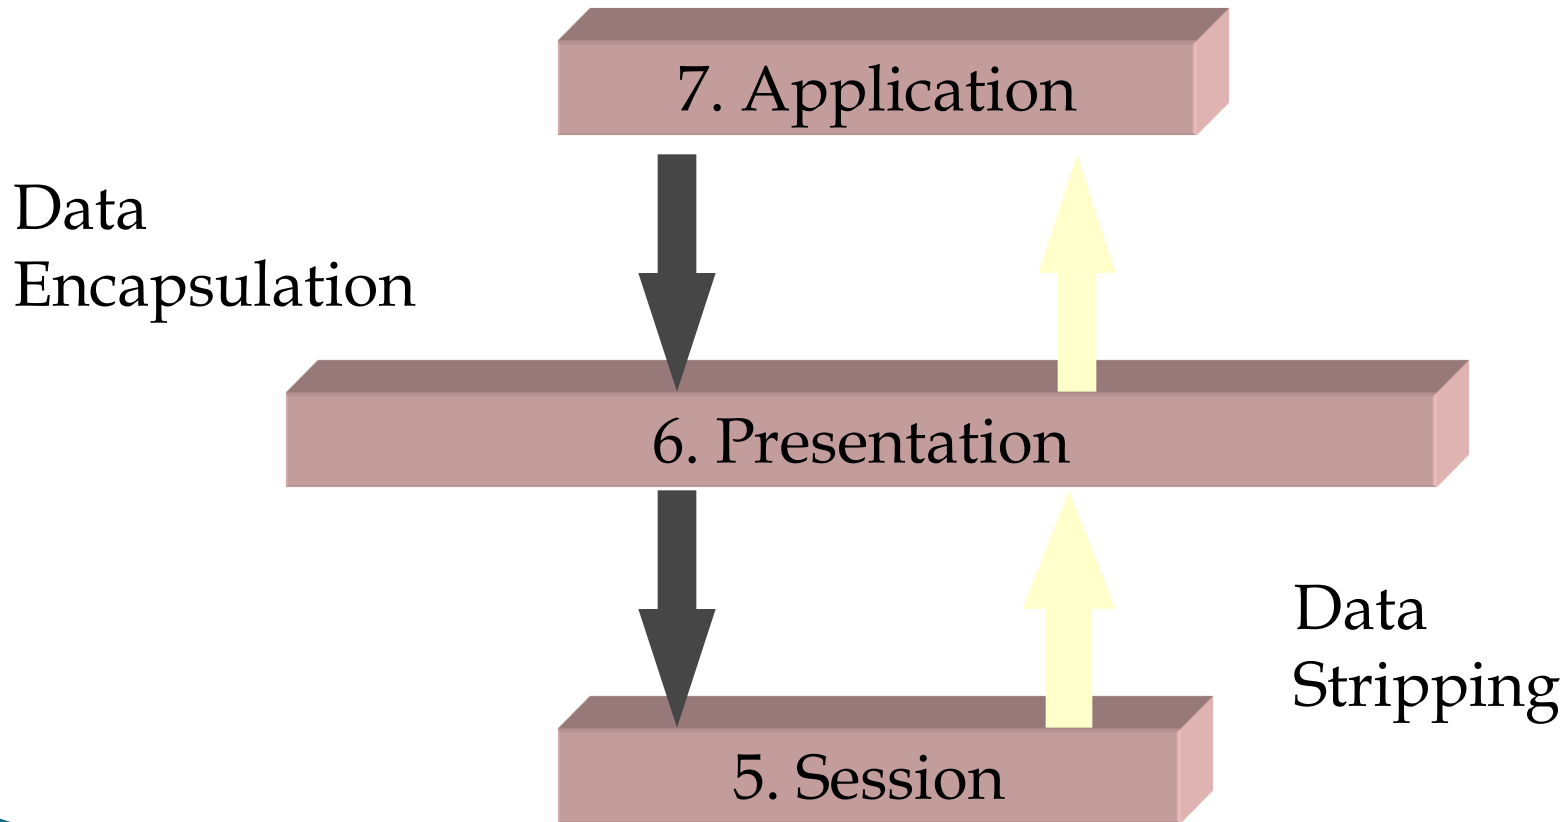 7. Application
Data
Encapsulation
6. Presentation
Data
Stripping
5. Session